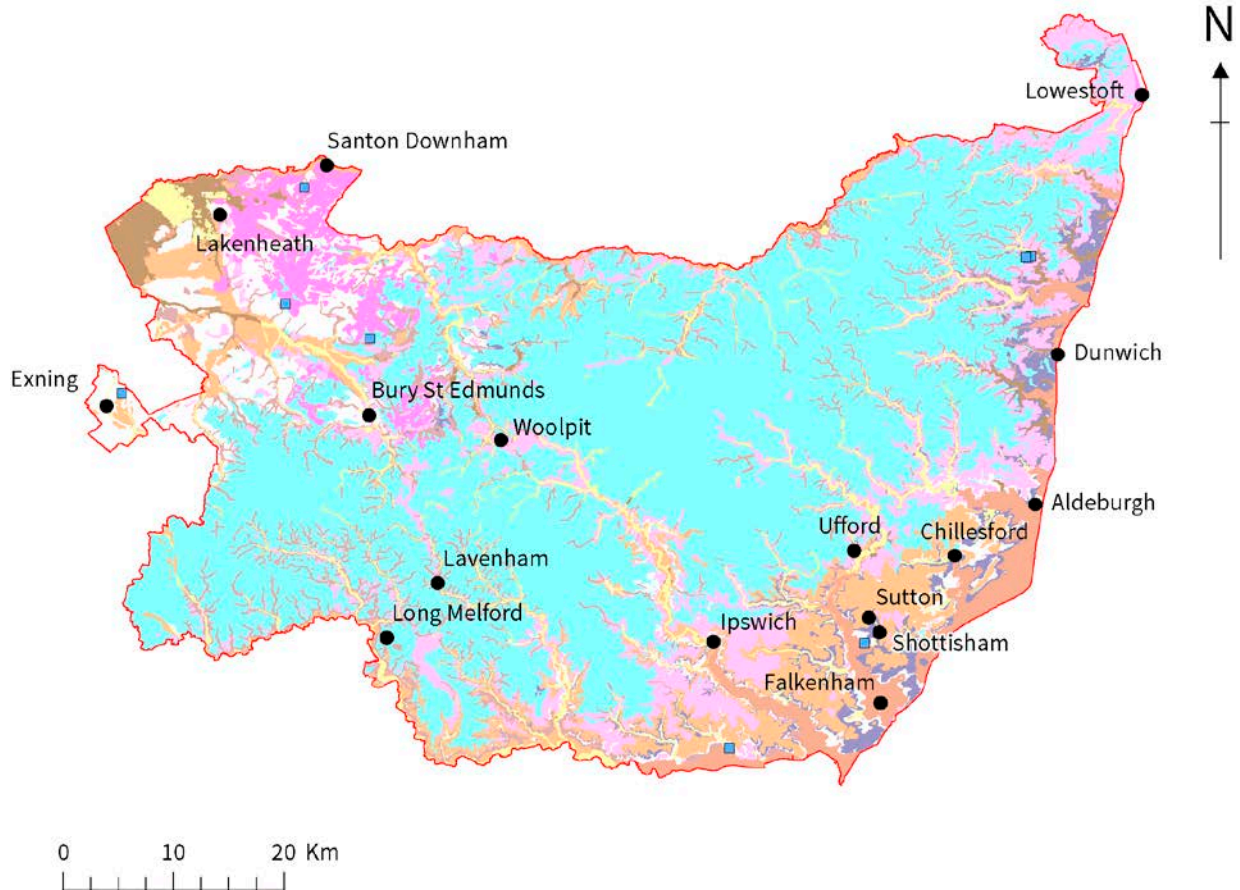 N
Lowestoft
Santon Downham
Lakenheath
Dunwich
Exning
Bury St Edmunds
Woolpit
Aldeburgh
Ufford
Chillesford
Lavenham
Sutton
Long Melford
Ipswich
Shottisham
Falkenham
0 10 20 Km